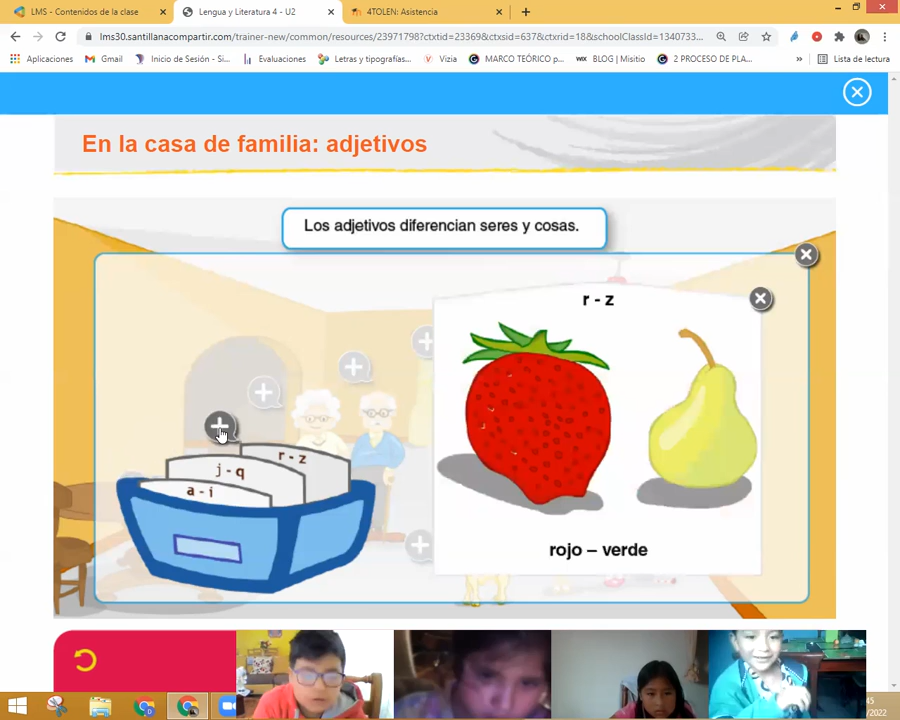 LMS - Contenidos de la clase
Lengua y Literatura 4 - U2
4TOLEN: Asistencia
lms30.santillanacompartir.com/trainer-new/common/resources/23971798?ctxtid=23369&ctxsid=637&ctxrid=18&schoolClassId=1340733...
Aplicaciones
Gmail
Inicio de Sesión - Si...
Evaluaciones
Letras y tipografías...
Vizia
MARCO TEÓRICO p...
WIX
BLOG | Misitio
2 PROCESO DE PLA...
»
Lista de lectura
En la casa de familia: adjetivos
Los adjetivos diferencian seres y cosas.
r - z
r - z
j - q
a - i
rojo – verde